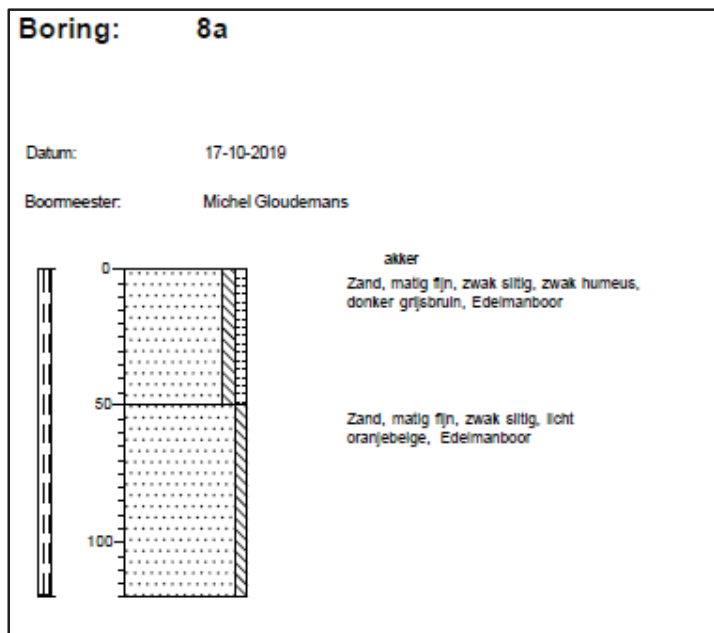 Boring: 8a
Datum: 17-10-2019
Boormeester: Michel Gloudemans
akker
0
Zand, matig fijn, zwak siltig, zwak humeus,
donker grijsbruin, Edelmanboor
50
Zand, matig fijn, zwak siltig, licht
oranjebeige, Edelmanboor
100